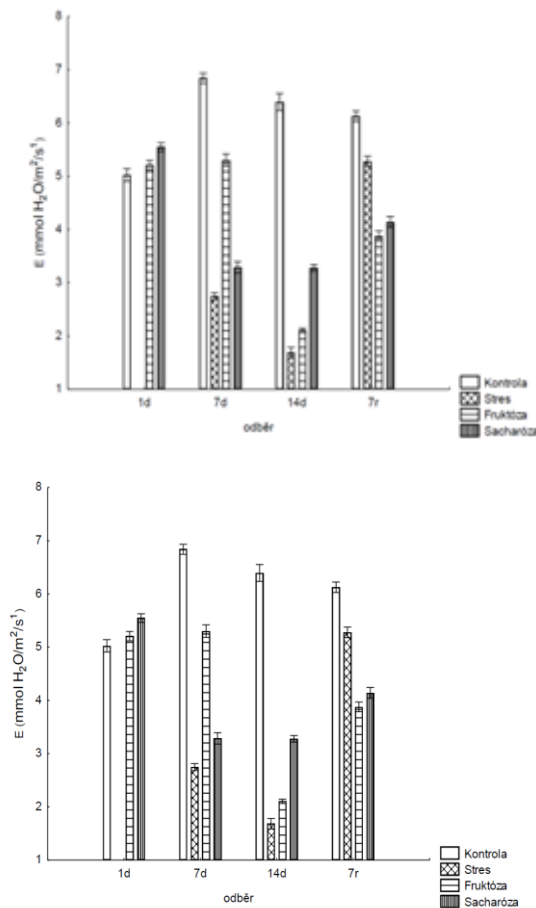 8
7
6
5
4
3
2
1
E (mmol H₂O/m²/s¹)
1d 7d 14d 7r
odběr
Kontrola
Stres
Fruktóza
Sacharóza
8
7
6
5
4
3
2
1
E (mmol H₂O/m²/s¹)
1d 7d 14d 7r
odběr
Kontrola
Stres
Fruktóza
Sacharóza